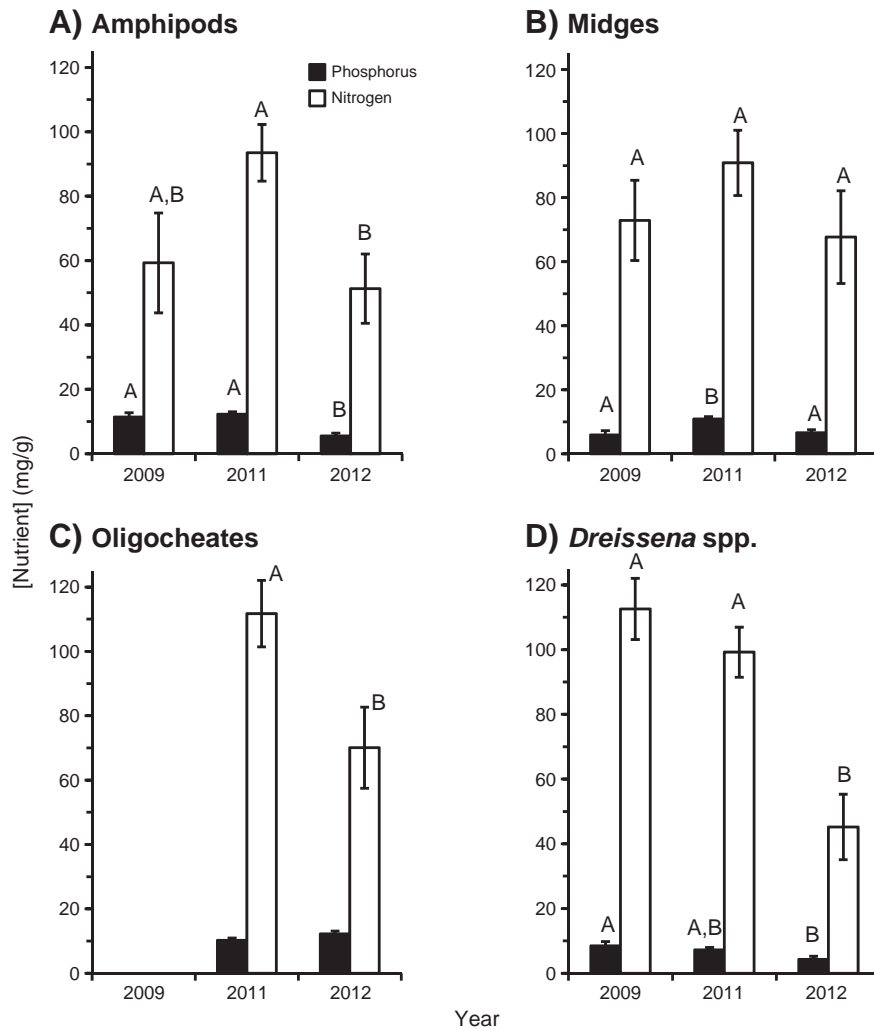 A) Amphipods
120
100
80
60
40
20
0
Phosphorus
Nitrogen
A,B
A
B
A
A
B
2009
2011
2012
B) Midges
120
100
80
60
40
20
0
A
A
A
A
B
A
2009
2011
2012
[Nutrient] (mg/g)
C) Oligocheates
120
100
80
60
40
20
0
A
B
2009
2011
2012
D) Dreissena spp.
120
100
80
60
40
20
0
A
A
B
A
A,B
B
2009
2011
2012
Year